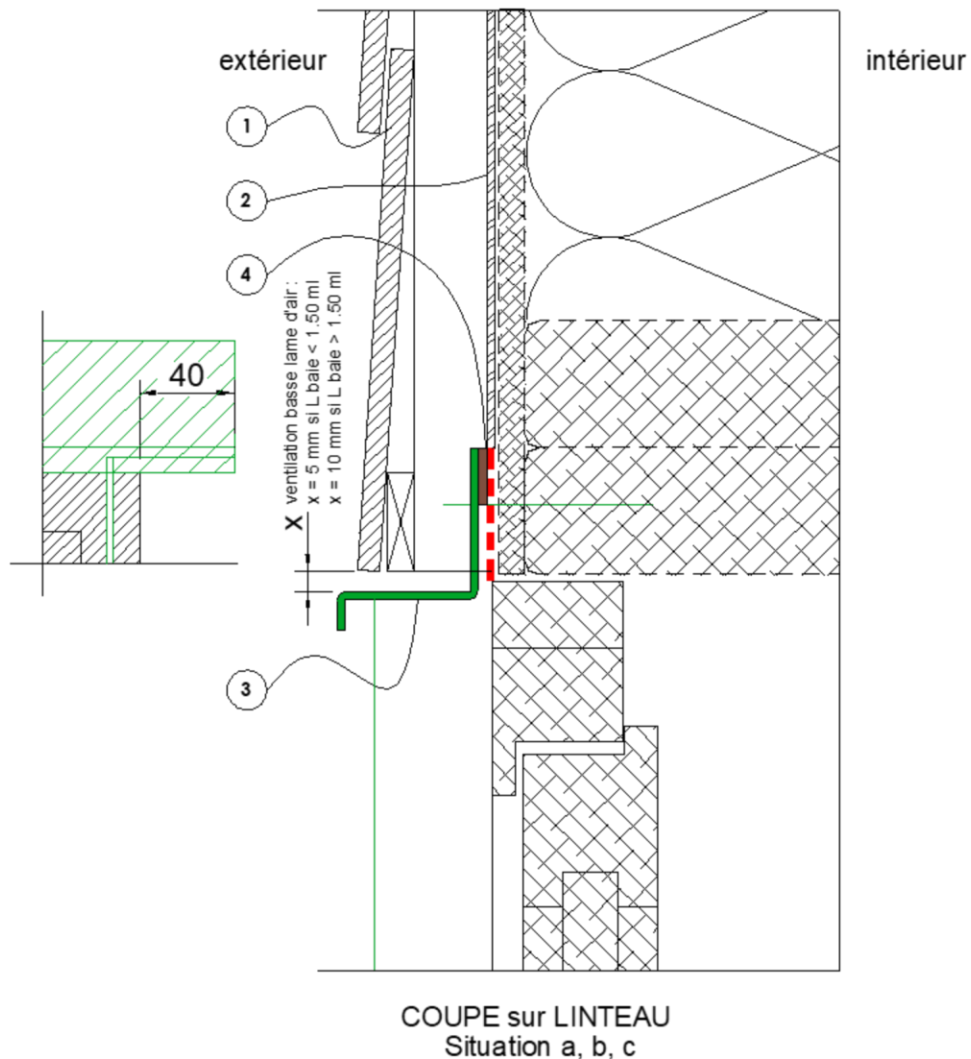 extérieur
intérieur
1
2
4
X ventilation basse lame d'air :
x = 5 mm si L baie < 1.50 ml
x = 10 mm si L baie > 1.50 ml
40
3
COUPE sur LINTEAU
Situation a, b, c